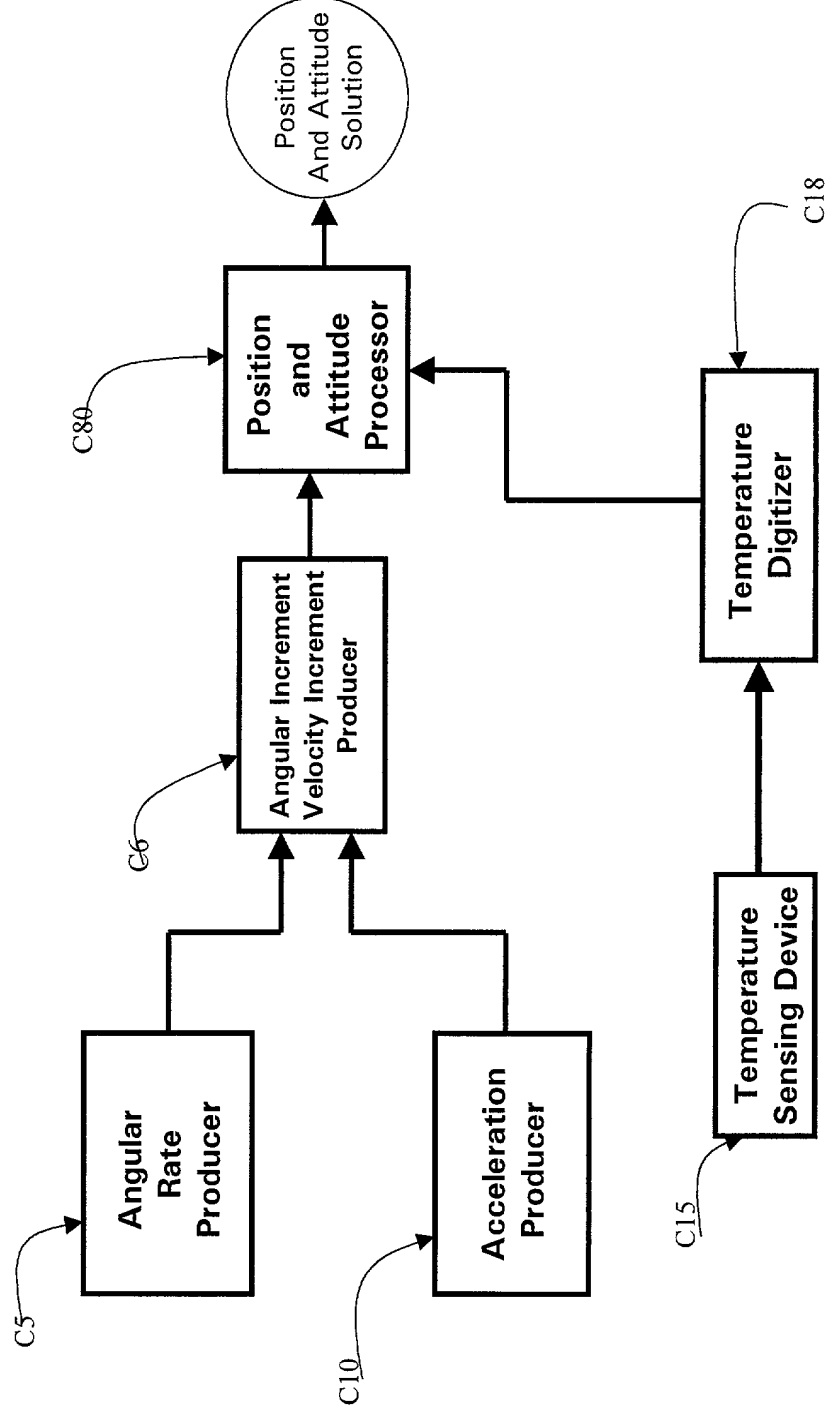 C5
Angular
Rate
Producer
C10
Acceleration
Producer
C6
Angular Increment
Velocity Increment
Producer
C80
Position
and
Attitude
Processor
Position
And Attitude
Solution
C15
Temperature
Sensing Device
Temperature
Digitizer
C18